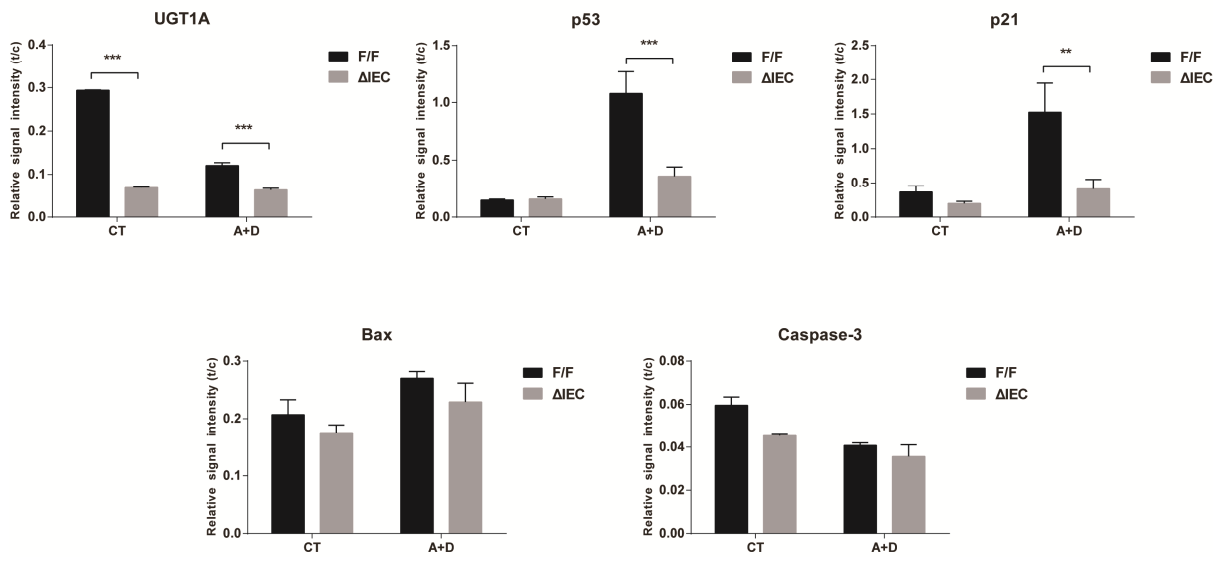 UGT1A
Relative signal intensity (t/c)
0.4
0.3
0.2
0.1
0.0
***
***
CT
A+D
F/F
ΔIEC
p53
Relative signal intensity (t/c)
1.5
1.0
0.5
0.0
***
CT
A+D
F/F
ΔIEC
p21
Relative signal intensity (t/c)
2.5
2.0
1.5
1.0
0.5
0.0
**
CT
A+D
F/F
ΔIEC
Bax
Relative signal intensity (t/c)
0.3
0.2
0.1
0.0
CT
A+D
F/F
ΔIEC
Caspase-3
Relative signal intensity (t/c)
0.08
0.06
0.04
0.02
0.00
CT
A+D
F/F
ΔIEC